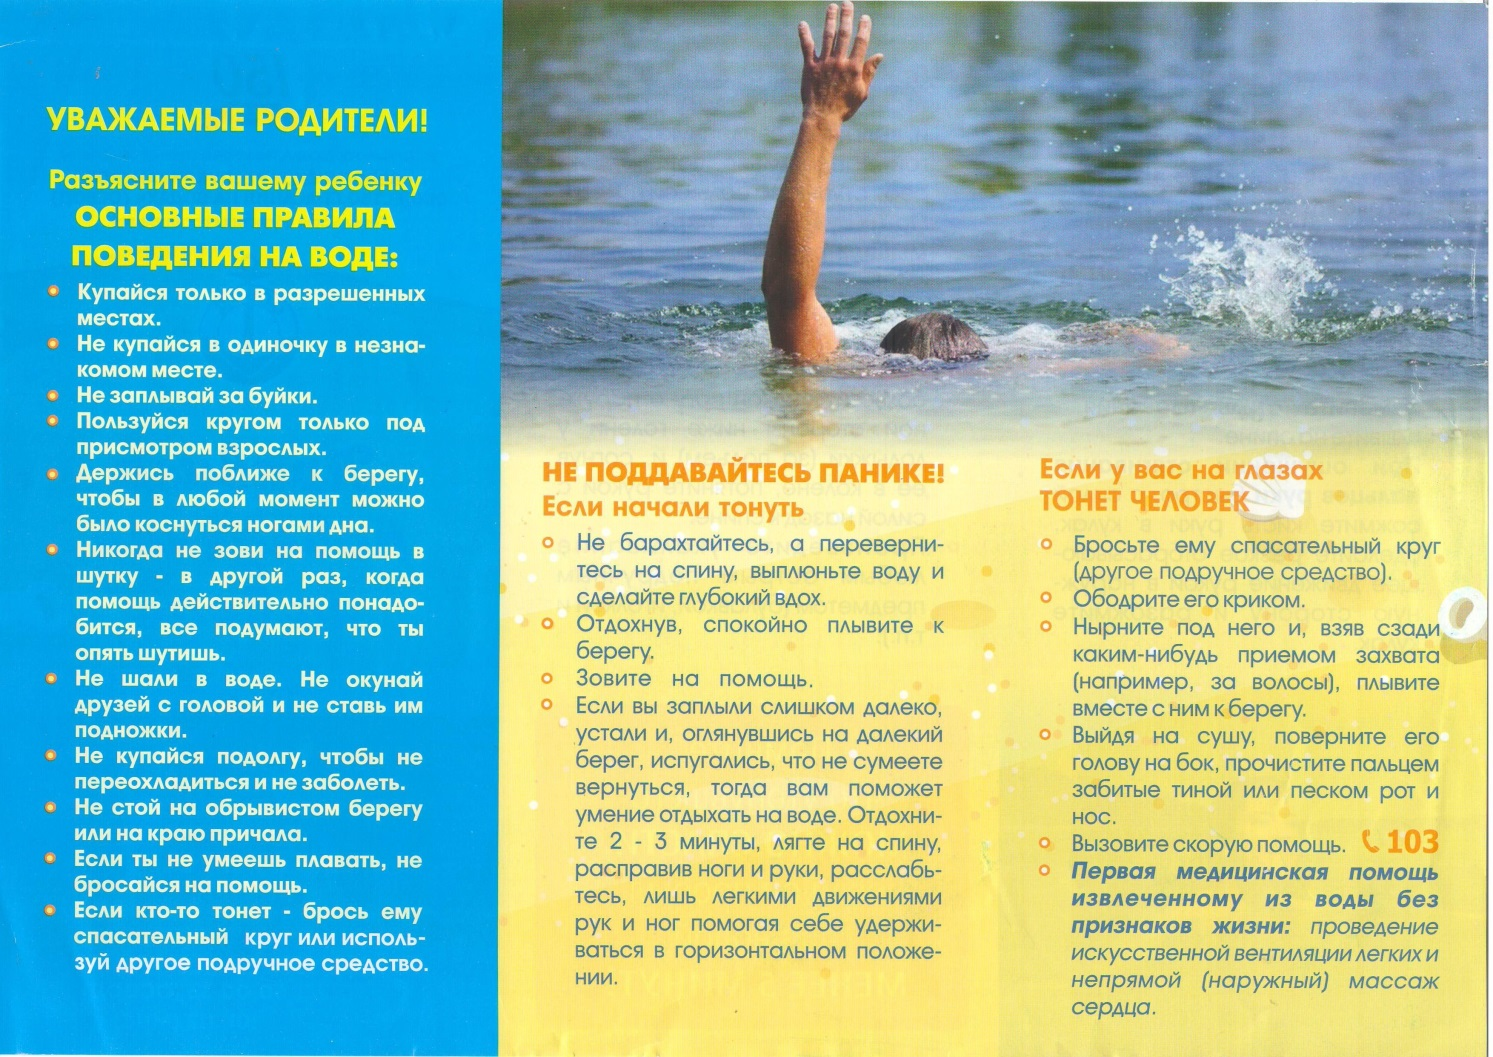 УВАЖАЕМЫЕ РОДИТЕЛИ!
Разъясните вашему ребенку
ОСНОВНЫЕ ПРАВИЛА
ПОВЕДЕНИЯ НА ВОДЕ:
Купайся только в разрешенных
местах.
Не купайся в одиночку в незна-
комом месте.
Не заплывай за буйки.
Пользуйся кругом только под
присмотром взрослых.
Держись поближе к берегу,
чтобы в любой момент можно
было коснуться ногами дна.
Никогда не зови на помощь в
шутку - в другой раз, когда
помощь действительно понадо-
бится, все подумают, что ты
опять шутишь.
Не шали в воде. Не окунай
друзей с головой и не ставь им
подножки.
Не купайся подолгу, чтобы не
переохладиться и не заболеть.
Не стой на обрывистом берегу
или на краю причала.
Если ты не умеешь плавать, не
бросайся на помощь.
Если кто-то тонет - брось ему
спасательный круг или исполь-
зуй другое подручное средство.
НЕ ПОДДАВАЙТЕСЬ ПАНИКЕ!
Если начали тонуть
Не барахтайтесь, а переверни-
тесь на спину, выплюньте воду и
сделайте глубокий вдох.
Отдохнув, спокойно плывите к
берегу.
Зовите на помощь.
Если вы заплыли слишком далеко,
устали и, оглянувшись на далекий
берег, испугались, что не сумеете
вернуться, тогда вам поможет
умение отдыхать на воде. Отдохни-
те 2 - 3 минуты, лягте на спину,
расправив ноги и руки, расслабь-
тесь, лишь легкими движениями
рук и ног помогая себе удержи-
ваться в горизонтальном положе-
нии.
Если у вас на глазах
ТОНЕТ ЧЕЛОВЕК
Бросьте ему спасательный круг
(другое подручное средство).
Ободрите его криком.
Нырните под него и, взяв сзади
каким-нибудь приемом захвата
(например, за волосы), плывите
вместе с ним к берегу.
Выйдя на сушу, поверните его
голову на бок, прочистите пальцем
забитые тиной или песком рот и
нос.
Вызовите скорую помощь. 103
Первая медицинская помощь
извлеченному из воды без
признаков жизни: проведение
искусственной вентиляции легких и
непрямой (наружный) массаж
сердца.